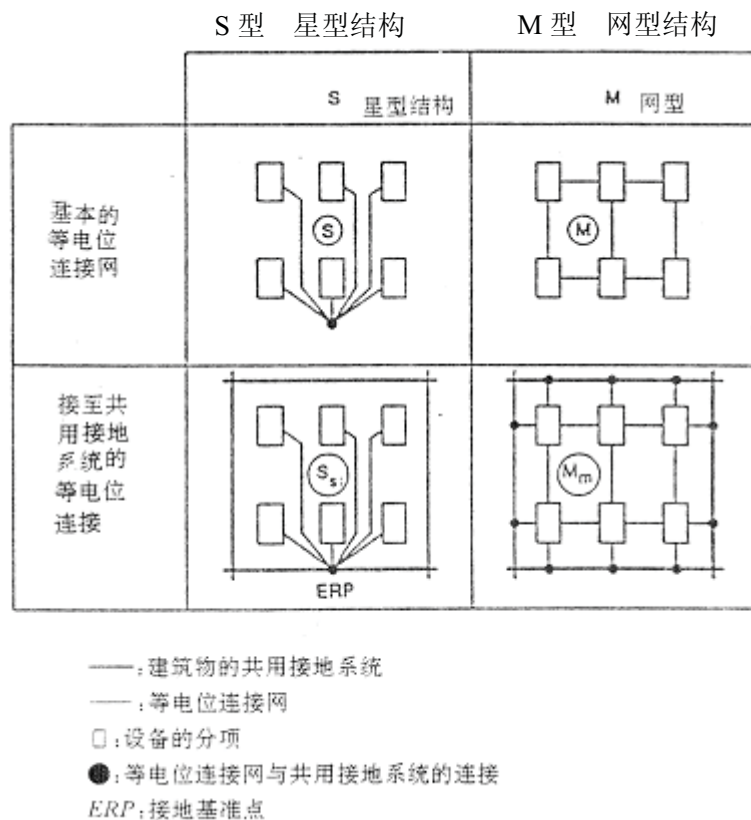 S 型 星型结构 M 型 网型结构
S 星型结构 M 网型
基本的
等电位
连接网
S M
接至共
用接地
系统的
等电位
连接
Ss M m
ERP
——:建筑物的共用接地系统
——:等电位连接网
□:设备的分项
●:等电位连接网与共用接地系统的连接
ERP:接地基准点